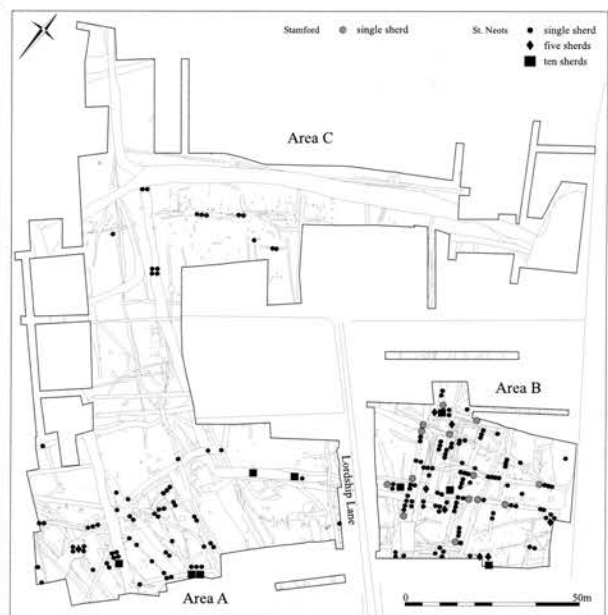 Stamford single sherd
St. Neots single sherd
five sherds
ten sherds
Area C
Area B
Lordship Lane
Area A
0 50m